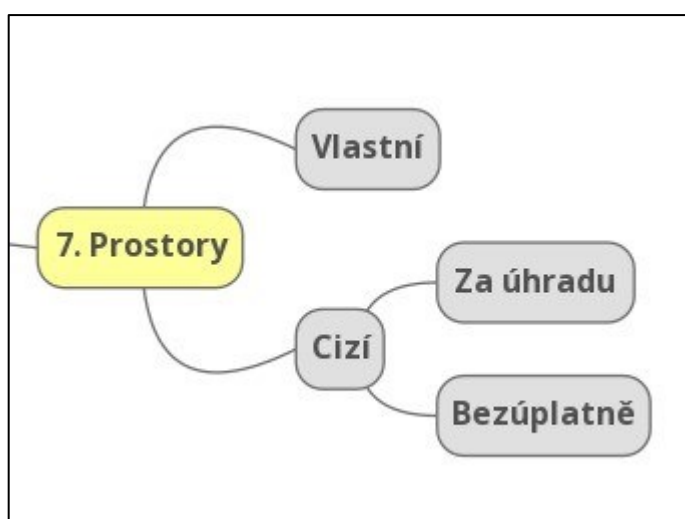 7. Prostory
Vlastní
Cizí
Za úhradu
Bezúplatně